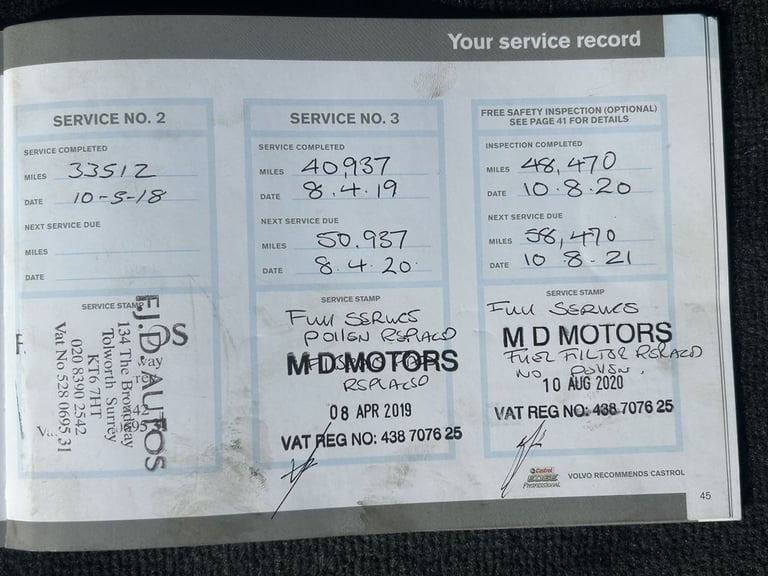 Your service record
SERVICE NO. 2
SERVICE COMPLETED
MILES 33512
DATE 10-5-18
NEXT SERVICE DUE
MILES
DATE
SERVICE STAMP
F.J.D. AUTOS
134 The Broadway
Tolworth Surrey
KT6 7HT
020 8390 2542
Vat No 528 0695 31
SERVICE NO. 3
SERVICE COMPLETED
MILES 40,937
DATE 8.4.19
NEXT SERVICE DUE
MILES 50,937
DATE 8.4.20
SERVICE STAMP
FULL SERVICE
POLLEN REPLACED
M D MOTORS
REPLACED
08 APR 2019
VAT REG NO: 438 7076 25
FREE SAFETY INSPECTION (OPTIONAL)
SEE PAGE 41 FOR DETAILS
INSPECTION COMPLETED
MILES 48,470
DATE 10.8.20
NEXT SERVICE DUE
MILES 58,470
DATE 10 8.21
SERVICE STAMP
FULL SERVICE
M D MOTORS
FUEL FILTER REPLACED
NO POLLEN.
10 AUG 2020
VAT REG NO: 438 7076 25
Castrol
EDGE
Professional
VOLVO RECOMMENDS CASTROL
45